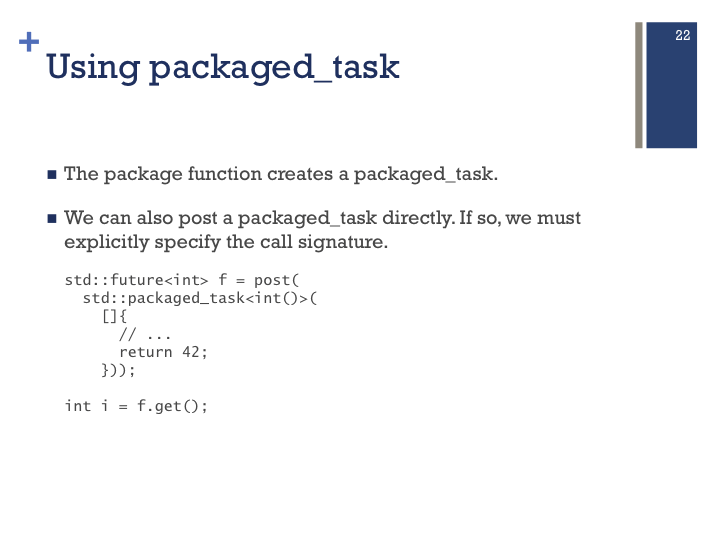 22
+
Using packaged_task
■ The package function creates a packaged_task.
■ We can also post a packaged_task directly. If so, we must
explicitly specify the call signature.
std::future<int> f = post(
  std::packaged_task<int()>(
    []{
      // ...
      return 42;
    }));
int i = f.get();